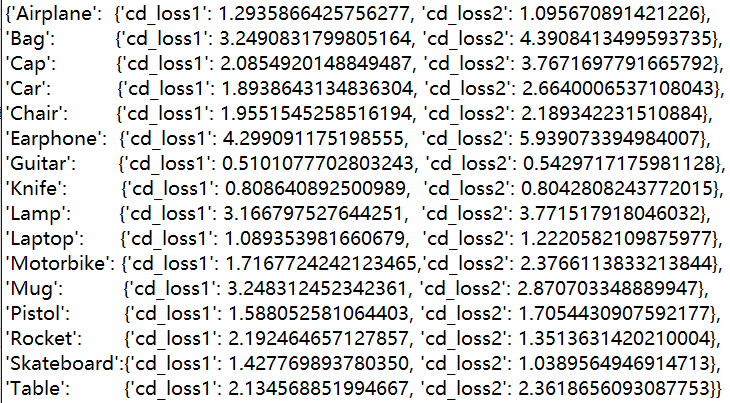 {'Airplane': {'cd_loss1': 1.2935866425756277, 'cd_loss2': 1.095670891421226},
'Bag': {'cd_loss1': 3.2490831799805164, 'cd_loss2': 4.3908413499593735},
'Cap': {'cd_loss1': 2.0854920148849487, 'cd_loss2': 3.7671697791665792},
'Car': {'cd_loss1': 1.8938643134836304, 'cd_loss2': 2.6640006537108043},
'Chair': {'cd_loss1': 1.9551545258516194, 'cd_loss2': 2.189342231510884},
'Earphone': {'cd_loss1': 4.299091175198555, 'cd_loss2': 5.939073394984007},
'Guitar': {'cd_loss1': 0.5101077702803243, 'cd_loss2': 0.5429717175981128},
'Knife': {'cd_loss1': 0.808640892500989, 'cd_loss2': 0.8042808243772015},
'Lamp': {'cd_loss1': 3.166797527644251, 'cd_loss2': 3.771517918046032},
'Laptop': {'cd_loss1': 1.089353981660679, 'cd_loss2': 1.2220582109875977},
'Motorbike': {'cd_loss1': 1.7167724242123465,'cd_loss2': 2.3766113833213844},
'Mug': {'cd_loss1': 3.248312452342361, 'cd_loss2': 2.870703348889947},
'Pistol': {'cd_loss1': 1.588052581064403, 'cd_loss2': 1.7054430907592177},
'Rocket': {'cd_loss1': 2.192464657127857, 'cd_loss2': 1.3513631420210004},
'Skateboard':{'cd_loss1': 1.427769893780350, 'cd_loss2': 1.0389564946914713},
'Table': {'cd_loss1': 2.134568851994667, 'cd_loss2': 2.3618656093087753}}